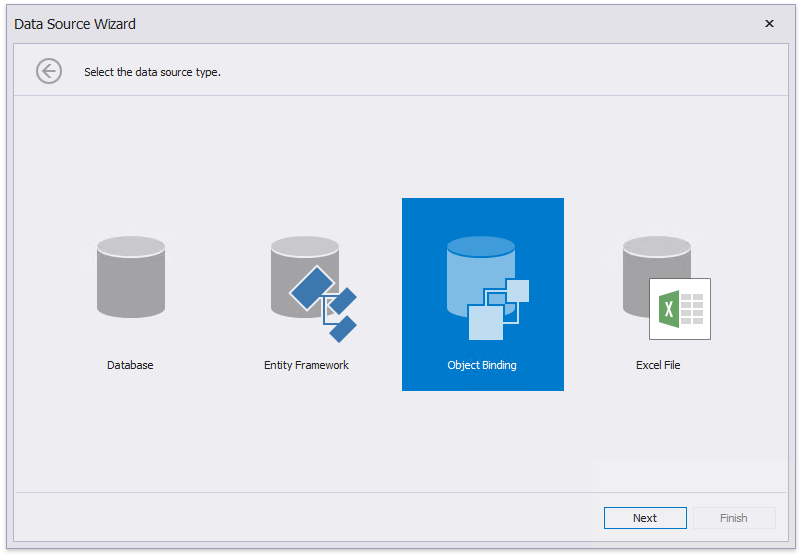 Data Source Wizard
Select the data source type.
Database
Entity Framework
Object Binding
X
Excel File
Next
Finish